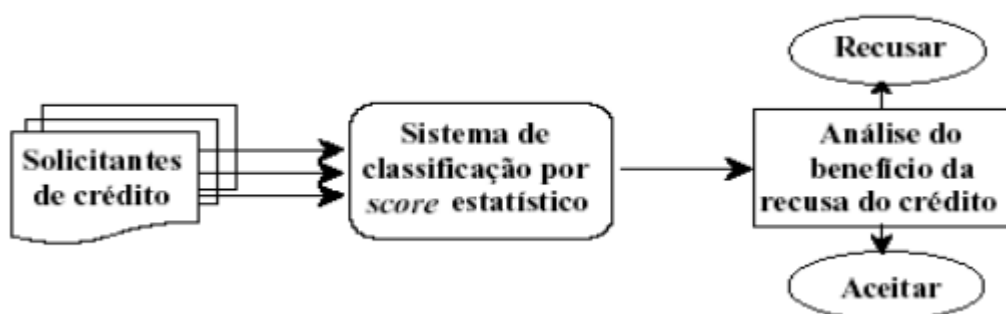 Solicitantes
de crédito
Sistema de
classificação por
score estatístico
Recusar
Análise do
benefício da
recusa do crédito
Aceitar